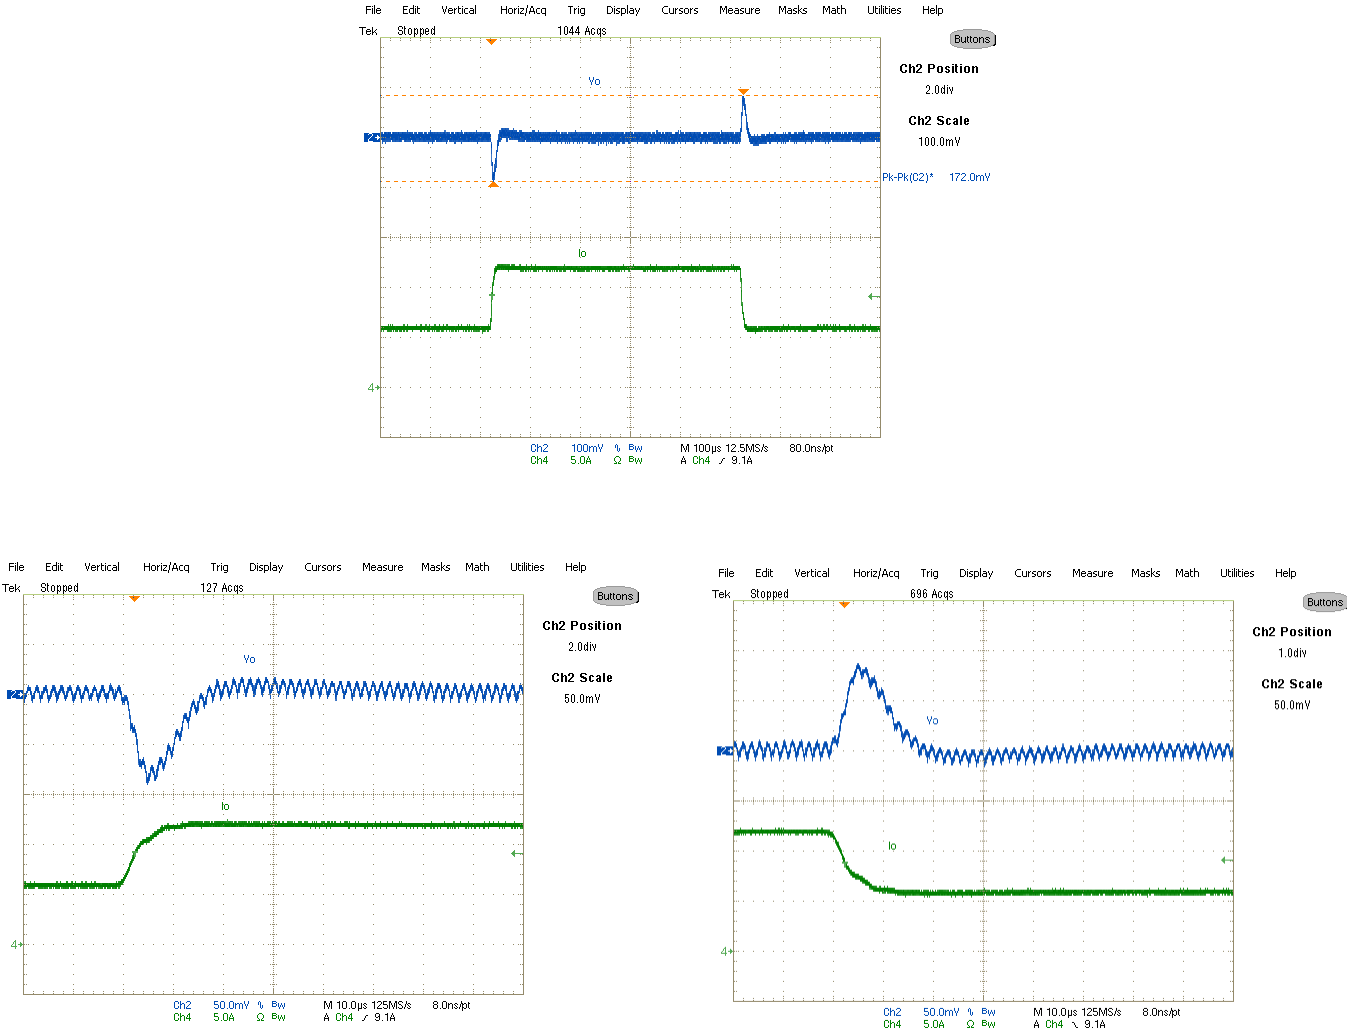 File Edit Vertical Horiz/Acq Trig Display Cursors Measure Masks Math Utilities Help
Tek Stopped 1044 Acqs
Buttons
Ch2 Position
2.0div
Ch2 Scale
100.0mV
Pk-Pk(C2)* 172.0mV
Vo
2
Io
4
Ch2 100mV ∿ Bw M 100µs 12.5MS/s 80.0ns/pt
Ch4 5.0A Ω Bw A Ch4 ƒ 9.1A
File Edit Vertical Horiz/Acq Trig Display Cursors Measure Masks Math Utilities Help
Tek Stopped 127 Acqs
Buttons
Ch2 Position
2.0div
Ch2 Scale
50.0mV
Vo
2
Io
4
Ch2 50.0mV ∿ Bw M 10.0µs 125MS/s 8.0ns/pt
Ch4 5.0A Ω Bw A Ch4 ƒ 9.1A
File Edit Vertical Horiz/Acq Trig Display Cursors Measure Masks Math Utilities Help
Tek Stopped 696 Acqs
Buttons
Ch2 Position
1.0div
Ch2 Scale
50.0mV
Vo
2
Io
4
Ch2 50.0mV ∿ Bw M 10.0µs 125MS/s 8.0ns/pt
Ch4 5.0A Ω Bw A Ch4 9.1A